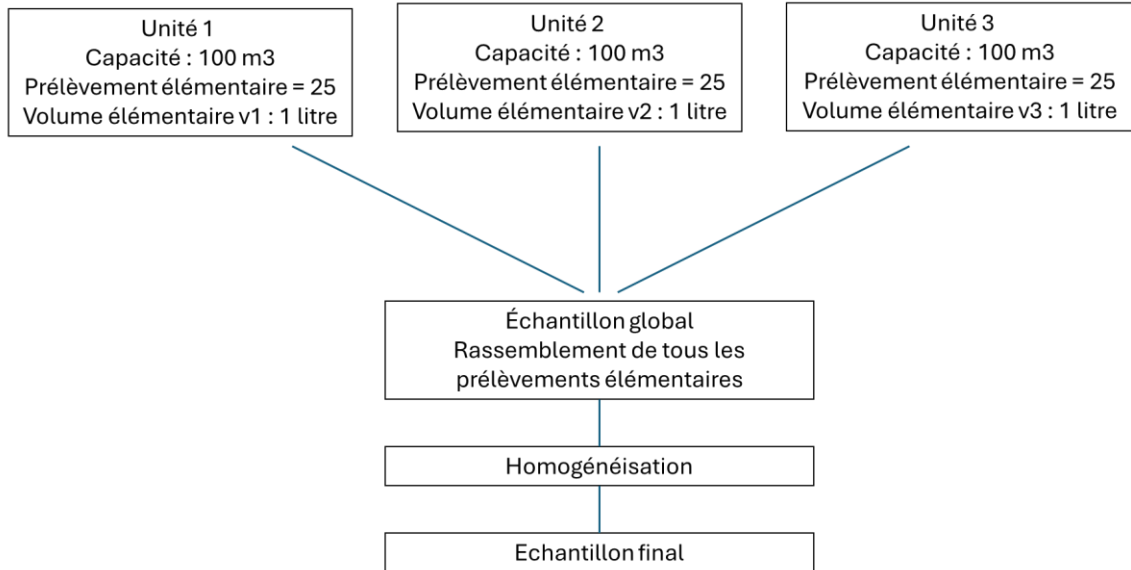 Unité 1
Capacité : 100 m3
Prélèvement élémentaire = 25
Volume élémentaire v1 : 1 litre
Unité 2
Capacité : 100 m3
Prélèvement élémentaire = 25
Volume élémentaire v2 : 1 litre
Unité 3
Capacité : 100 m3
Prélèvement élémentaire = 25
Volume élémentaire v3 : 1 litre
Échantillon global
Rassemblement de tous les
prélèvements élémentaires
Homogénéisation
Echantillon final